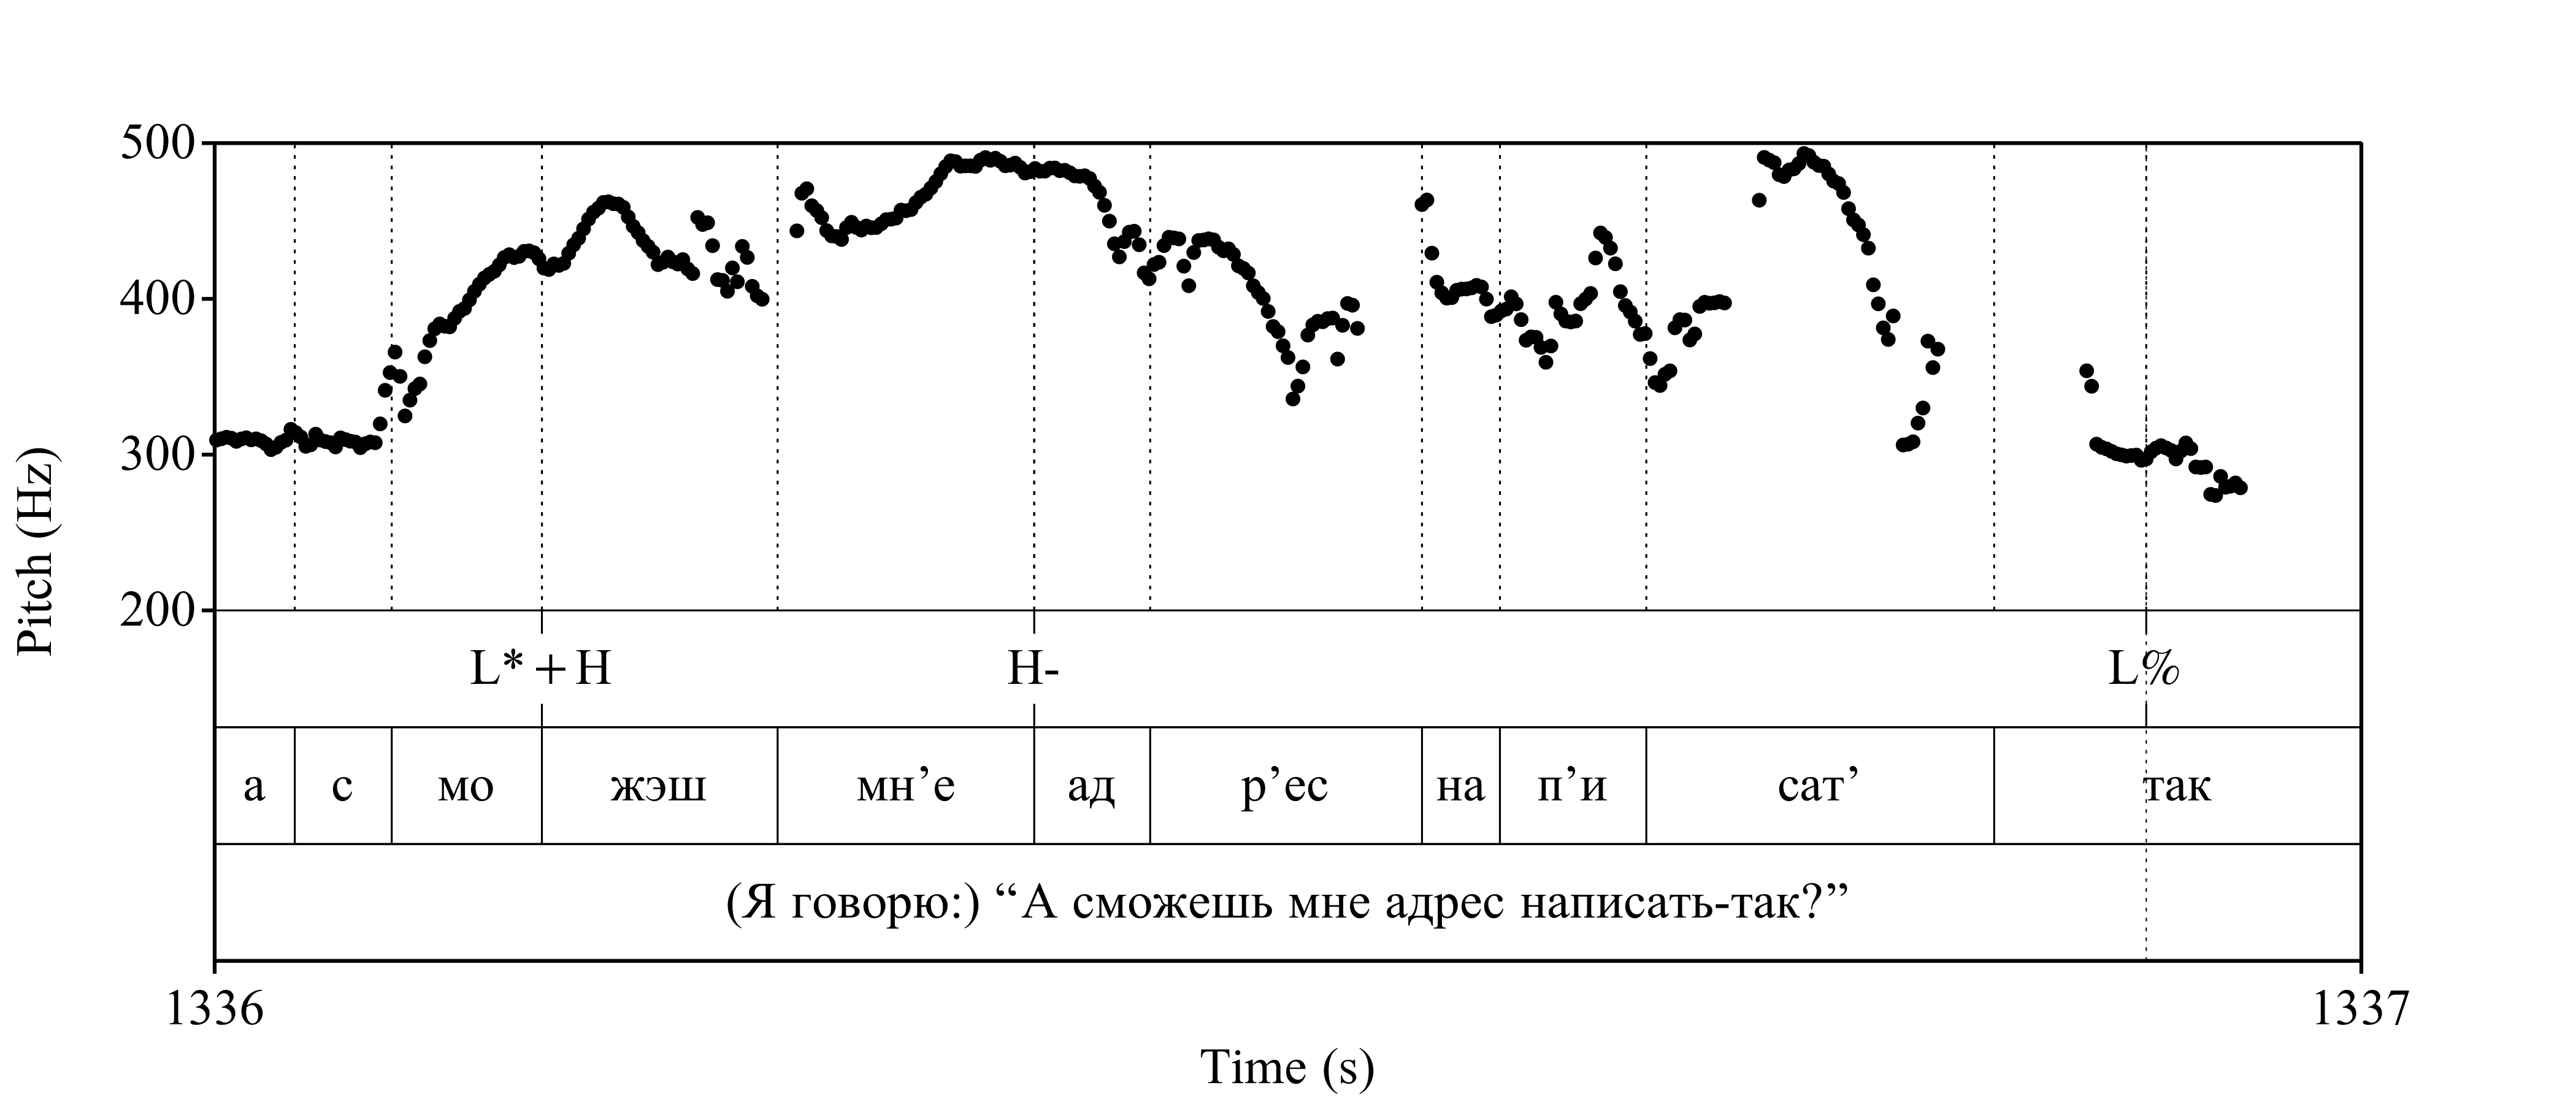 500
400
300
200
Pitch (Hz)
L* + H H- L%
а с мо жэш мн’е ад р’ес на п’и сат’ так
(Я говорю:) “А сможешь мне адрес написать-так?”
1336 1337
Time (s)